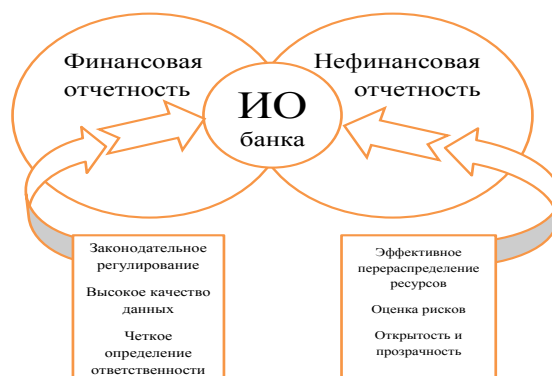 Финансовая
отчетность
Нефинансовая
отчетность
ИО
банка
Законодательное
регулирование
Высокое качество
данных
Четкое
определение
ответственности
Эффективное
перераспределение
ресурсов
Оценка рисков
Открытость и
прозрачность